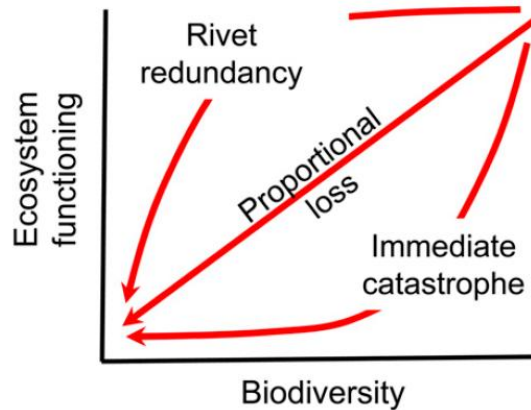 Rivet
redundancy
Ecosystem
functioning
Proportional
loss
Immediate
catastrophe
Biodiversity